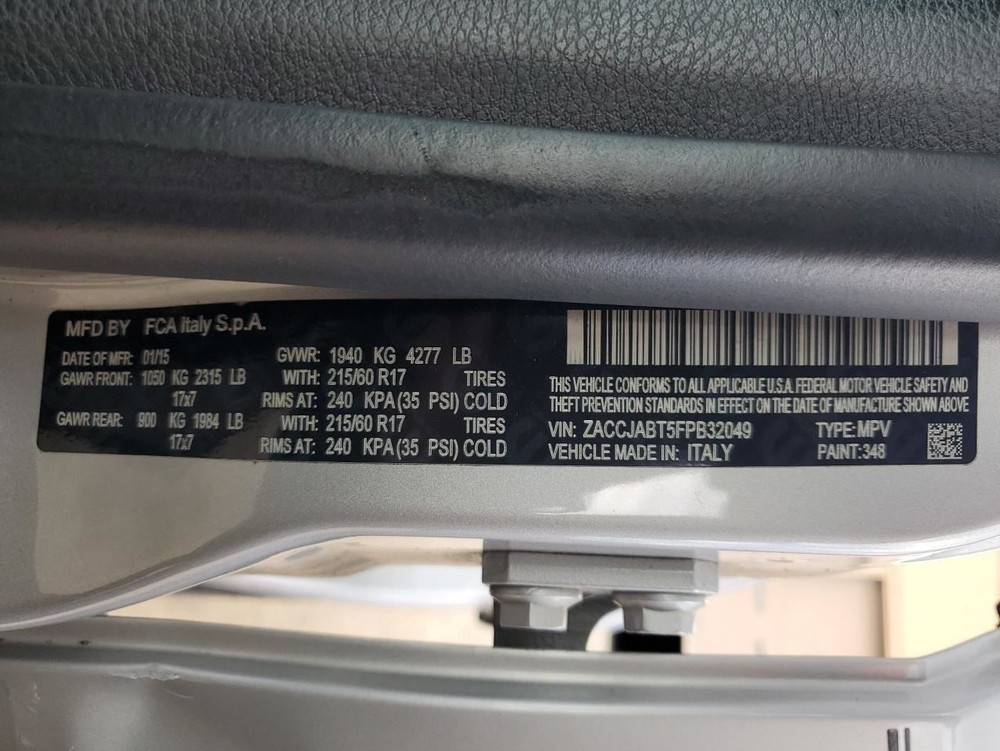 MFD BY FCA italy S.p.A.
DATE OF MFR: 01/15 GVWR: 1940 KG 4277 LB
GAWR FRONT: 1050 KG 2315 LB WITH: 215/60 R17 TIRES
17x7 RIMS AT: 240 KPA(35 PSI) COLD
GAWR REAR: 900 KG 1984 LB WITH: 215/60 R17 TIRES
17x7 RIMS AT: 240 KPA(35 PSI) COLD
THIS VEHICLE CONFORMS TO ALL APPLICABLE U.S.A. FEDERAL MOTOR VEHICLE SAFETY AND
THEFT PREVENTION STANDARDS IN EFFECT ON THE DATE OF MANUFACTURE SHOWN ABOVE
VIN: ZACCJABT5FPB32049 TYPE:MPV
VEHICLE MADE IN: ITALY PAINT:348